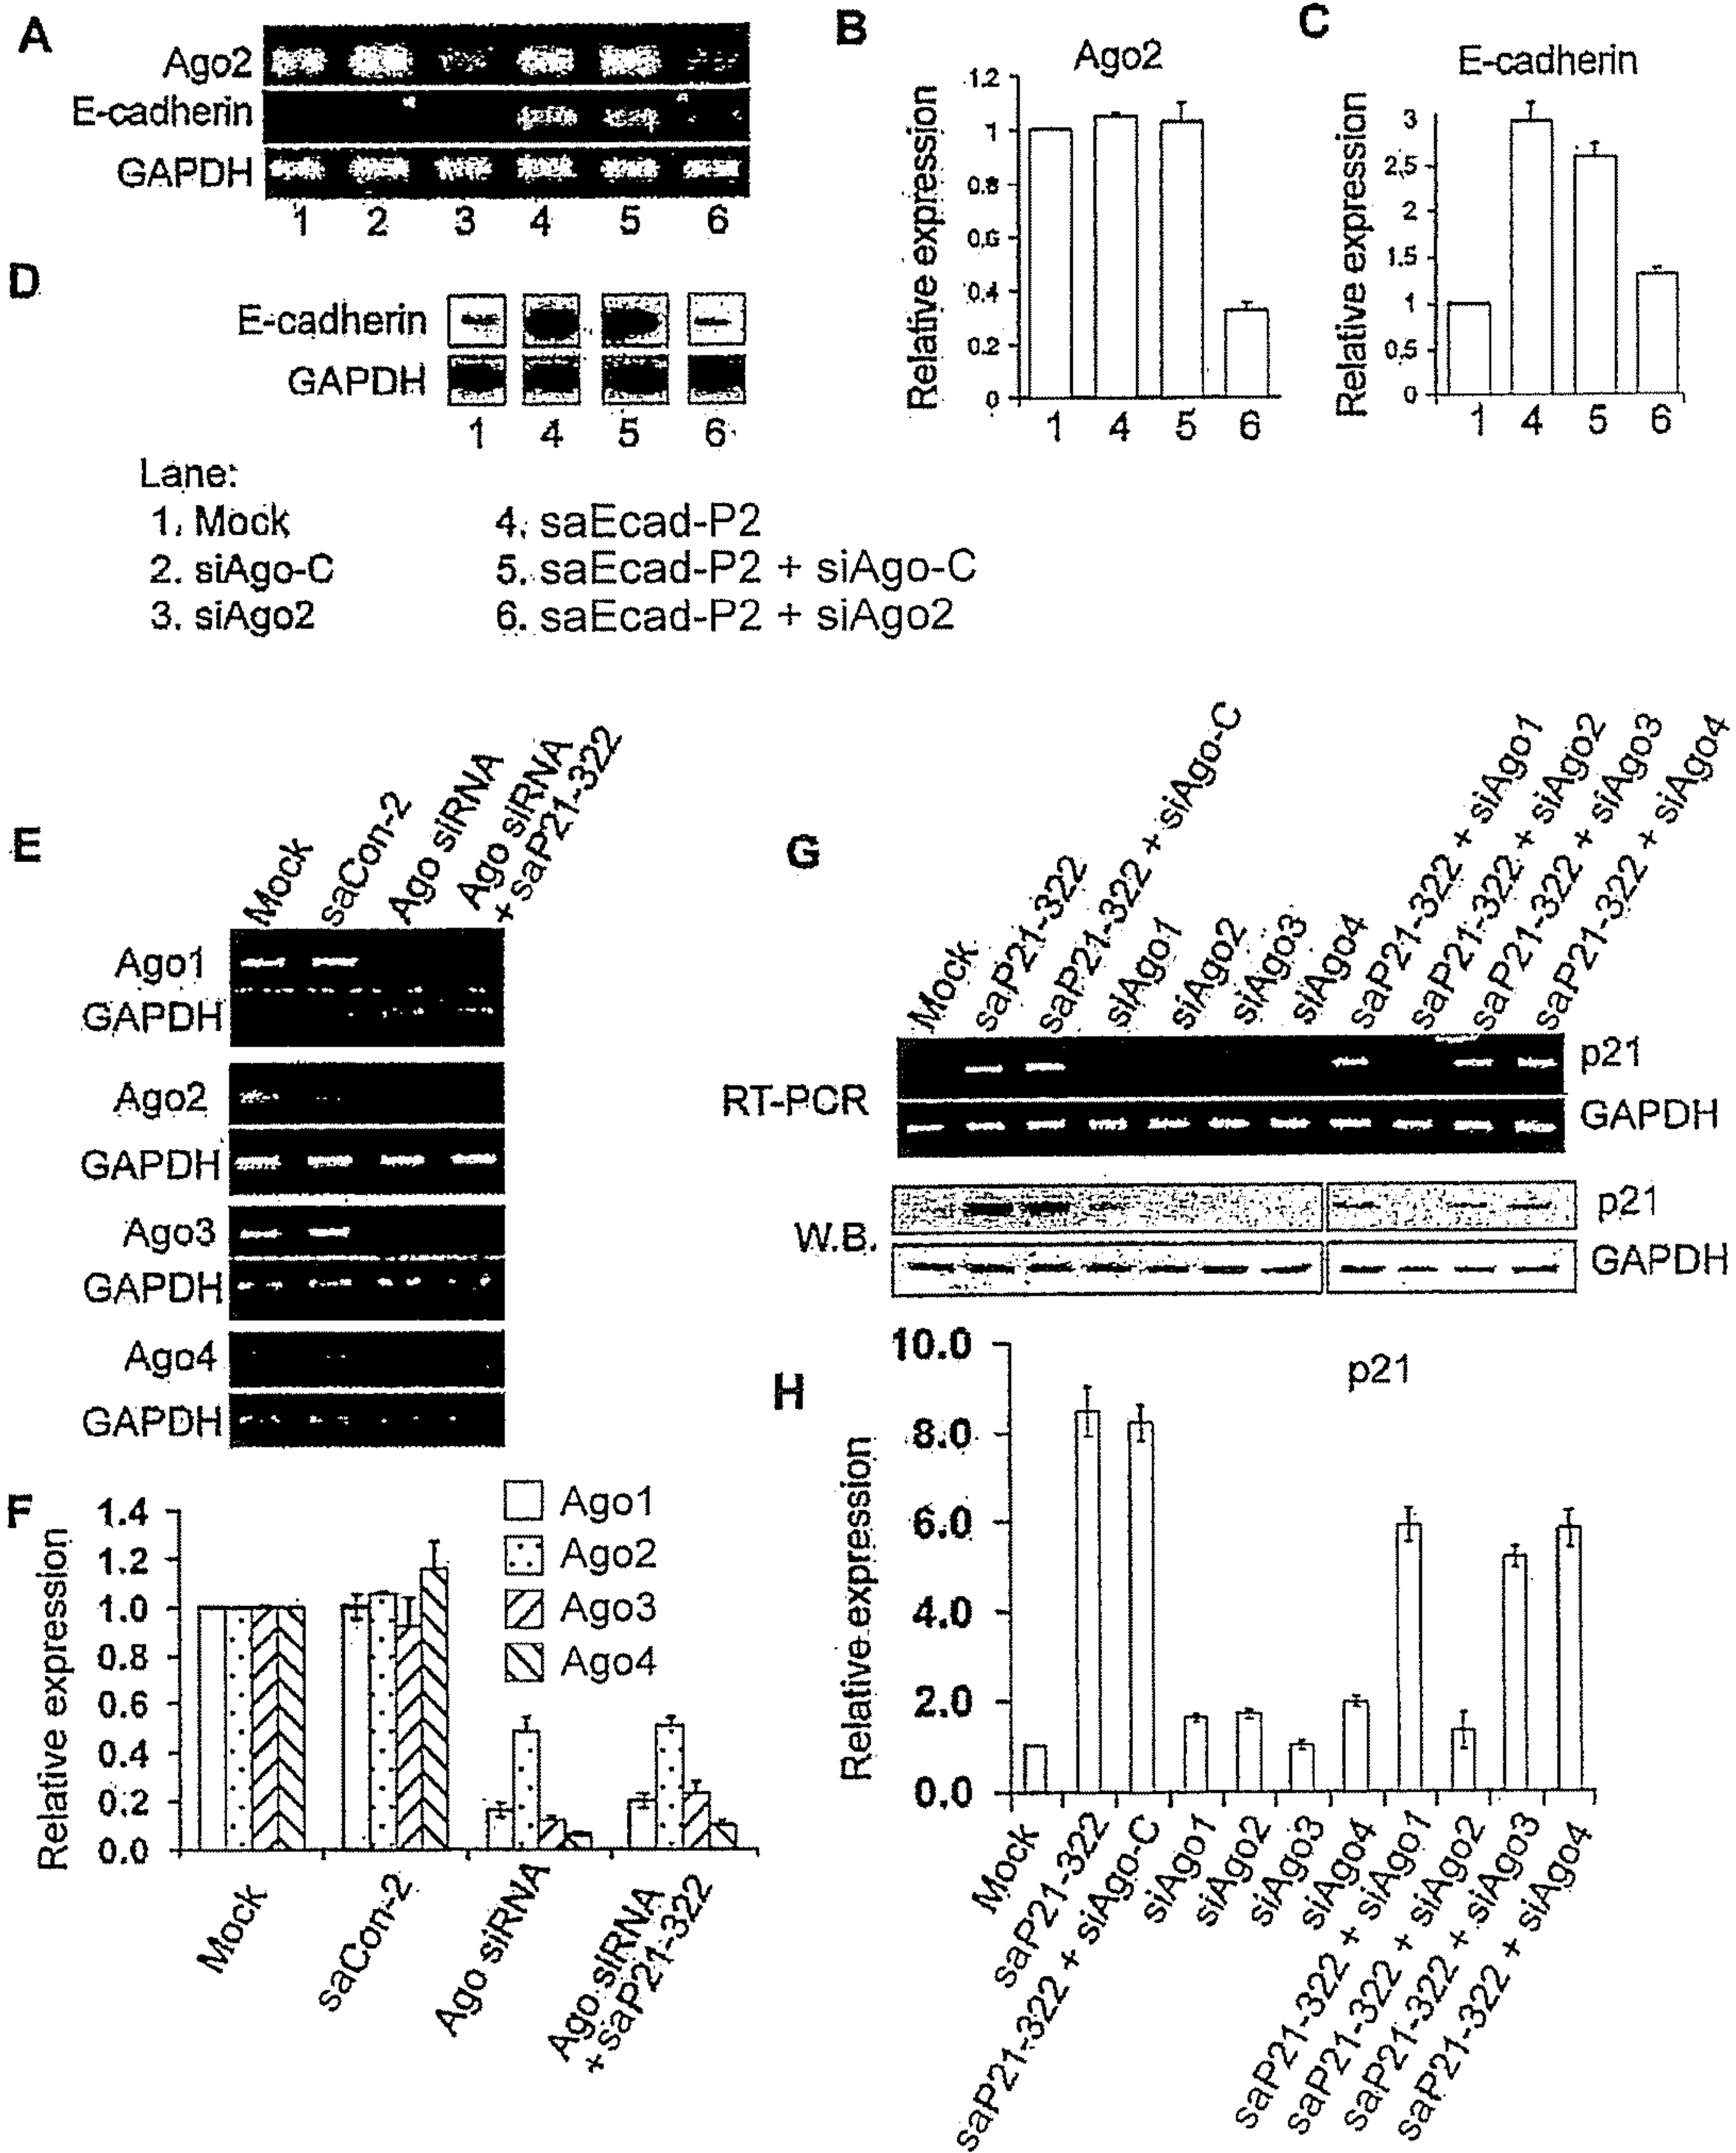 A
Ago2
E-cadherin
GAPDH
1 2 3 4 5 6
B
Ago2
Relative expression
1.2
1
0.8
0.6
0.4
0.2
0
1 4 5 6
C
E-cadherin
Relative expression
3
2.5
2
1.5
1
0.5
0
1 4 5 6
D
E-cadherin
GAPDH
1 4 5 6
Lane:
1. Mock
2. siAgo-C
3. siAgo2
4. saEcad-P2
5. saEcad-P2 + siAgo-C
6. saEcad-P2 + siAgo2
E
Mock
saCon-2
Ago siRNA
Ago siRNA
+ saP21-322
Ago1
GAPDH
Ago2
GAPDH
Ago3
GAPDH
Ago4
GAPDH
F
Relative expression
1.4
1.2
1.0
0.8
0.6
0.4
0.2
0.0
Ago1
Ago2
Ago3
Ago4
Mock
saCon-2
Ago siRNA
Ago siRNA
+saP21-322
G
Mock
saP21-322
saP21-322 + siAgo-C
siAgo1
siAgo2
siAgo3
siAgo4
saP21-322 + siAgo1
saP21-322 + siAgo2
saP21-322 + siAgo3
saP21-322 + siAgo4
RT-PCR
p21
GAPDH
W.B.
p21
GAPDH
H
p21
Relative expression
10.0
8.0
6.0
4.0
2.0
0.0
Mock
saP21-322
saP21-322 + siAgo-C
siAgo1
siAgo2
siAgo3
siAgo4
saP21-322 + siAgo1
saP21-322 + siAgo2
saP21-322 + siAgo3
saP21-322 + siAgo4